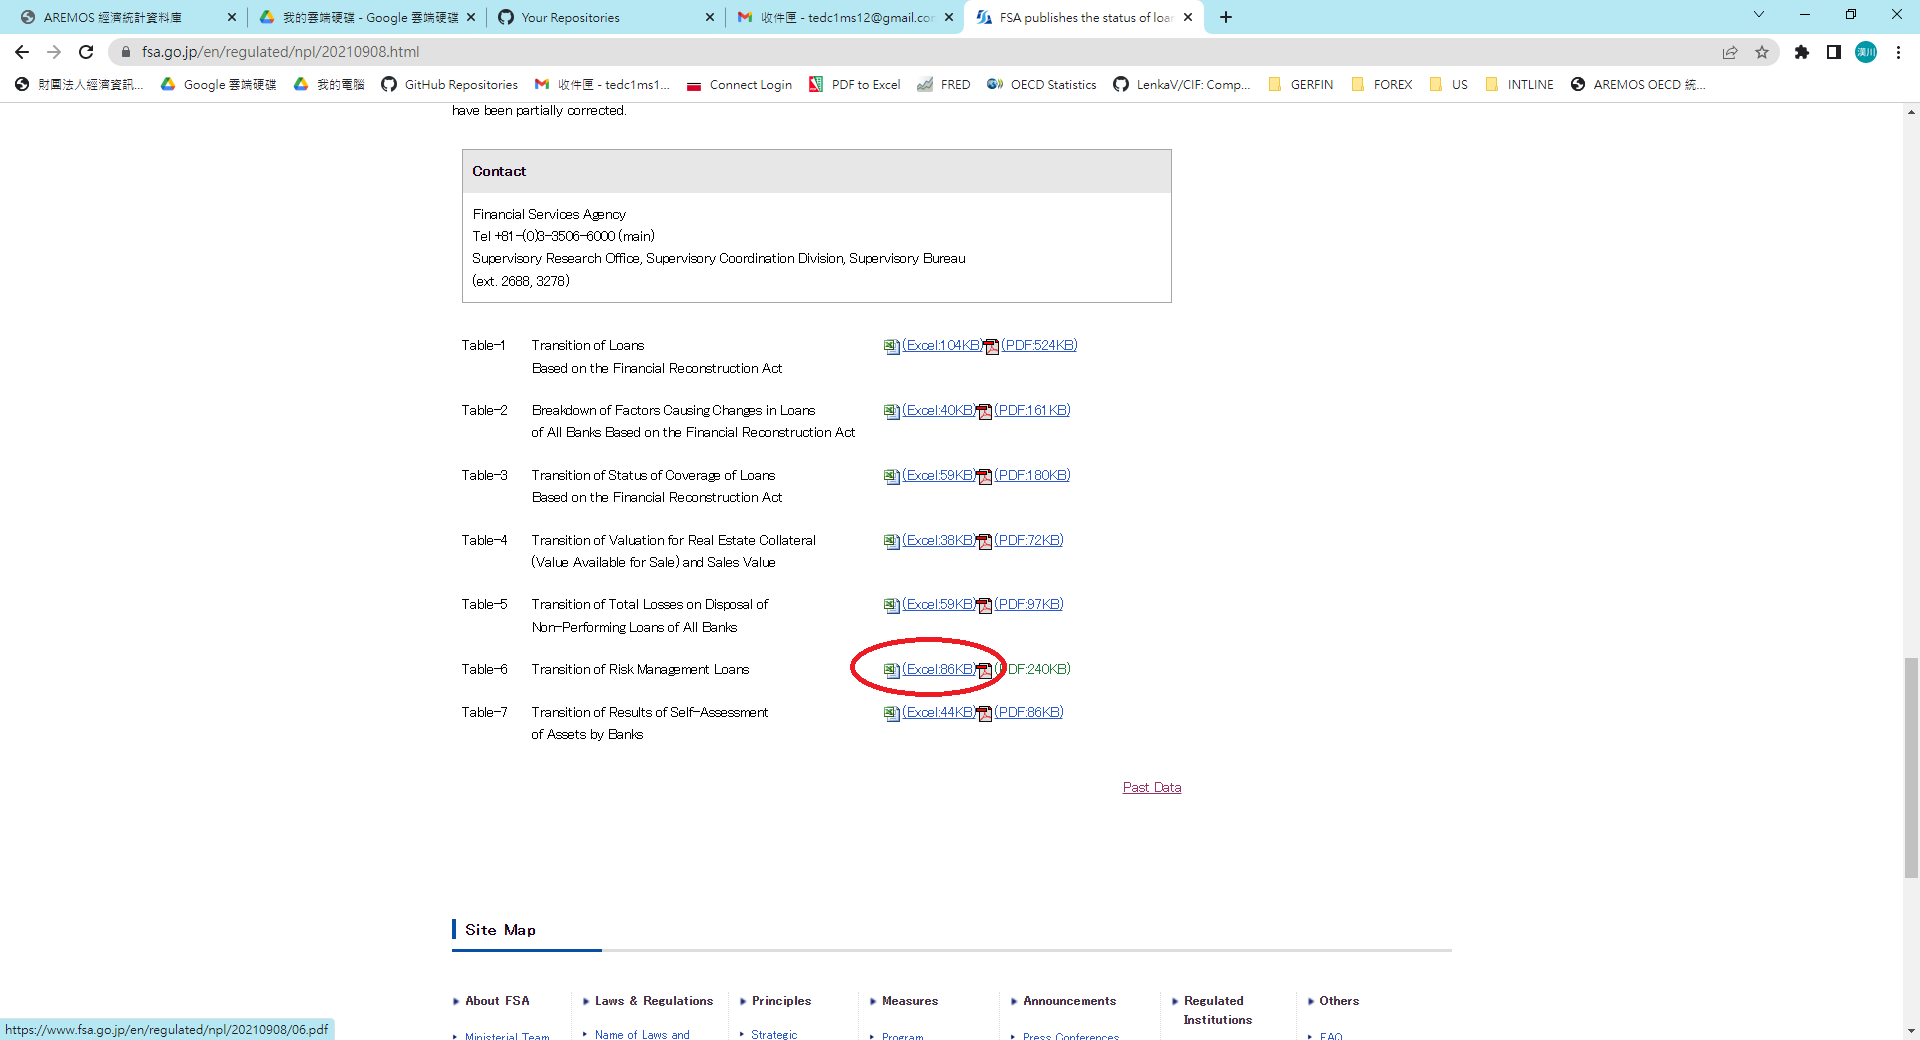 AREMOS 經濟統計資料庫
我的雲端硬碟 - Google 雲端硬碟
Your Repositories
收件匣 - tedc1ms12@gmail.cor
FSA publishes the status of loan
fsa.go.jp/en/regulated/npl/20210908.html
漢川
財團法人經濟資訊...
Google 雲端硬碟
我的電腦
GitHub Repositories
收件匣 - tedc1ms1...
Connect Login
PDF to Excel
FRED
OECD Statistics
LenkaV/CIF: Comp...
GERFIN
FOREX
US
INTLINE
AREMOS OECD 統...
have been partially corrected.
Contact
Financial Services Agency
Tel +81-(0)3-3506-6000 (main)
Supervisory Research Office, Supervisory Coordination Division, Supervisory Bureau
(ext. 2688, 3278)
Table-1 Transition of Loans (Excel:104KB) (PDF:524KB)
Based on the Financial Reconstruction Act
Table-2 Breakdown of Factors Causing Changes in Loans (Excel:40KB) (PDF:161KB)
of All Banks Based on the Financial Reconstruction Act
Table-3 Transition of Status of Coverage of Loans (Excel:59KB) (PDF:180KB)
Based on the Financial Reconstruction Act
Table-4 Transition of Valuation for Real Estate Collateral (Excel:38KB) (PDF:72KB)
(Value Available for Sale) and Sales Value
Table-5 Transition of Total Losses on Disposal of (Excel:59KB) (PDF:97KB)
Non-Performing Loans of All Banks
Table-6 Transition of Risk Management Loans (Excel:86KB) (PDF:240KB)
Table-7 Transition of Results of Self-Assessment (Excel:44KB) (PDF:86KB)
of Assets by Banks
Past Data
Site Map
About FSA
Laws & Regulations
Principles
Measures
Announcements
Regulated
Institutions
Others
Ministerial Team
Name of Laws and
Strategic
Program
Press Conferences
FAQ
https://www.fsa.go.jp/en/regulated/npl/20210908/06.pdf